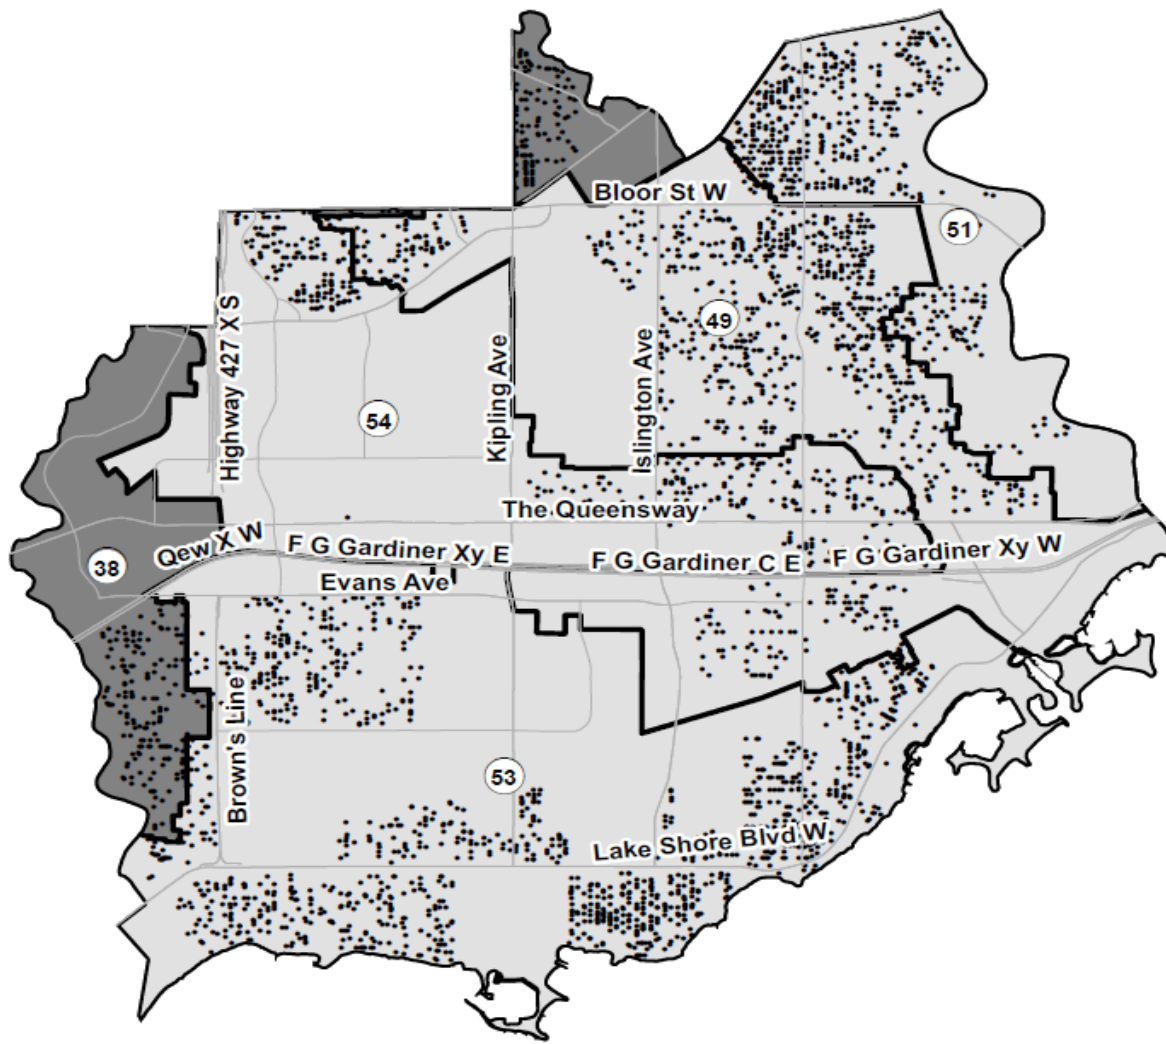 Bloor St W
51
Highway 427 X S
49
Kipling Ave
Islington Ave
54
The Queensway
Qew X W
F G Gardiner Xy E
F G Gardiner C E
F G Gardiner Xy W
38
Evans Ave
Brown's Line
53
Lake Shore Blvd W